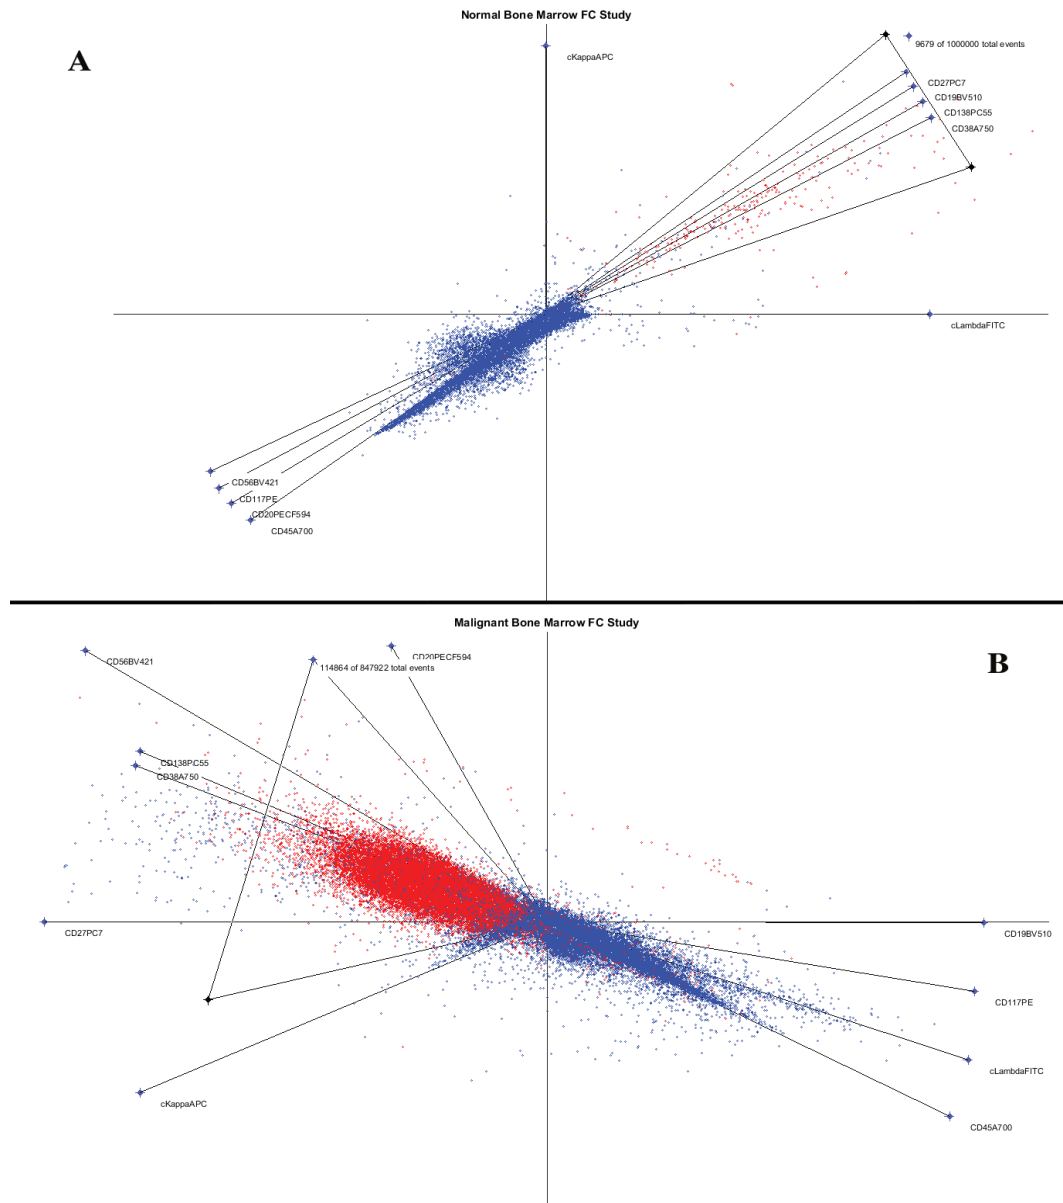 Normal Bone Marrow FC Study
A
cKappaAPC
9679 of 1000000 total events
CD27PC7
CD19BV510
CD138PC55
CD38A750
cLambdaFITC
CD56BV421
CD117PE
CD20PECF594
CD45A700
Malignant Bone Marrow FC Study
B
CD56BV421
CD20PECF594
114864 of 847922 total events
CD138PC55
CD38A750
CD27PC7
CD19BV510
CD117PE
cLambdaFITC
cKappaAPC
CD45A700